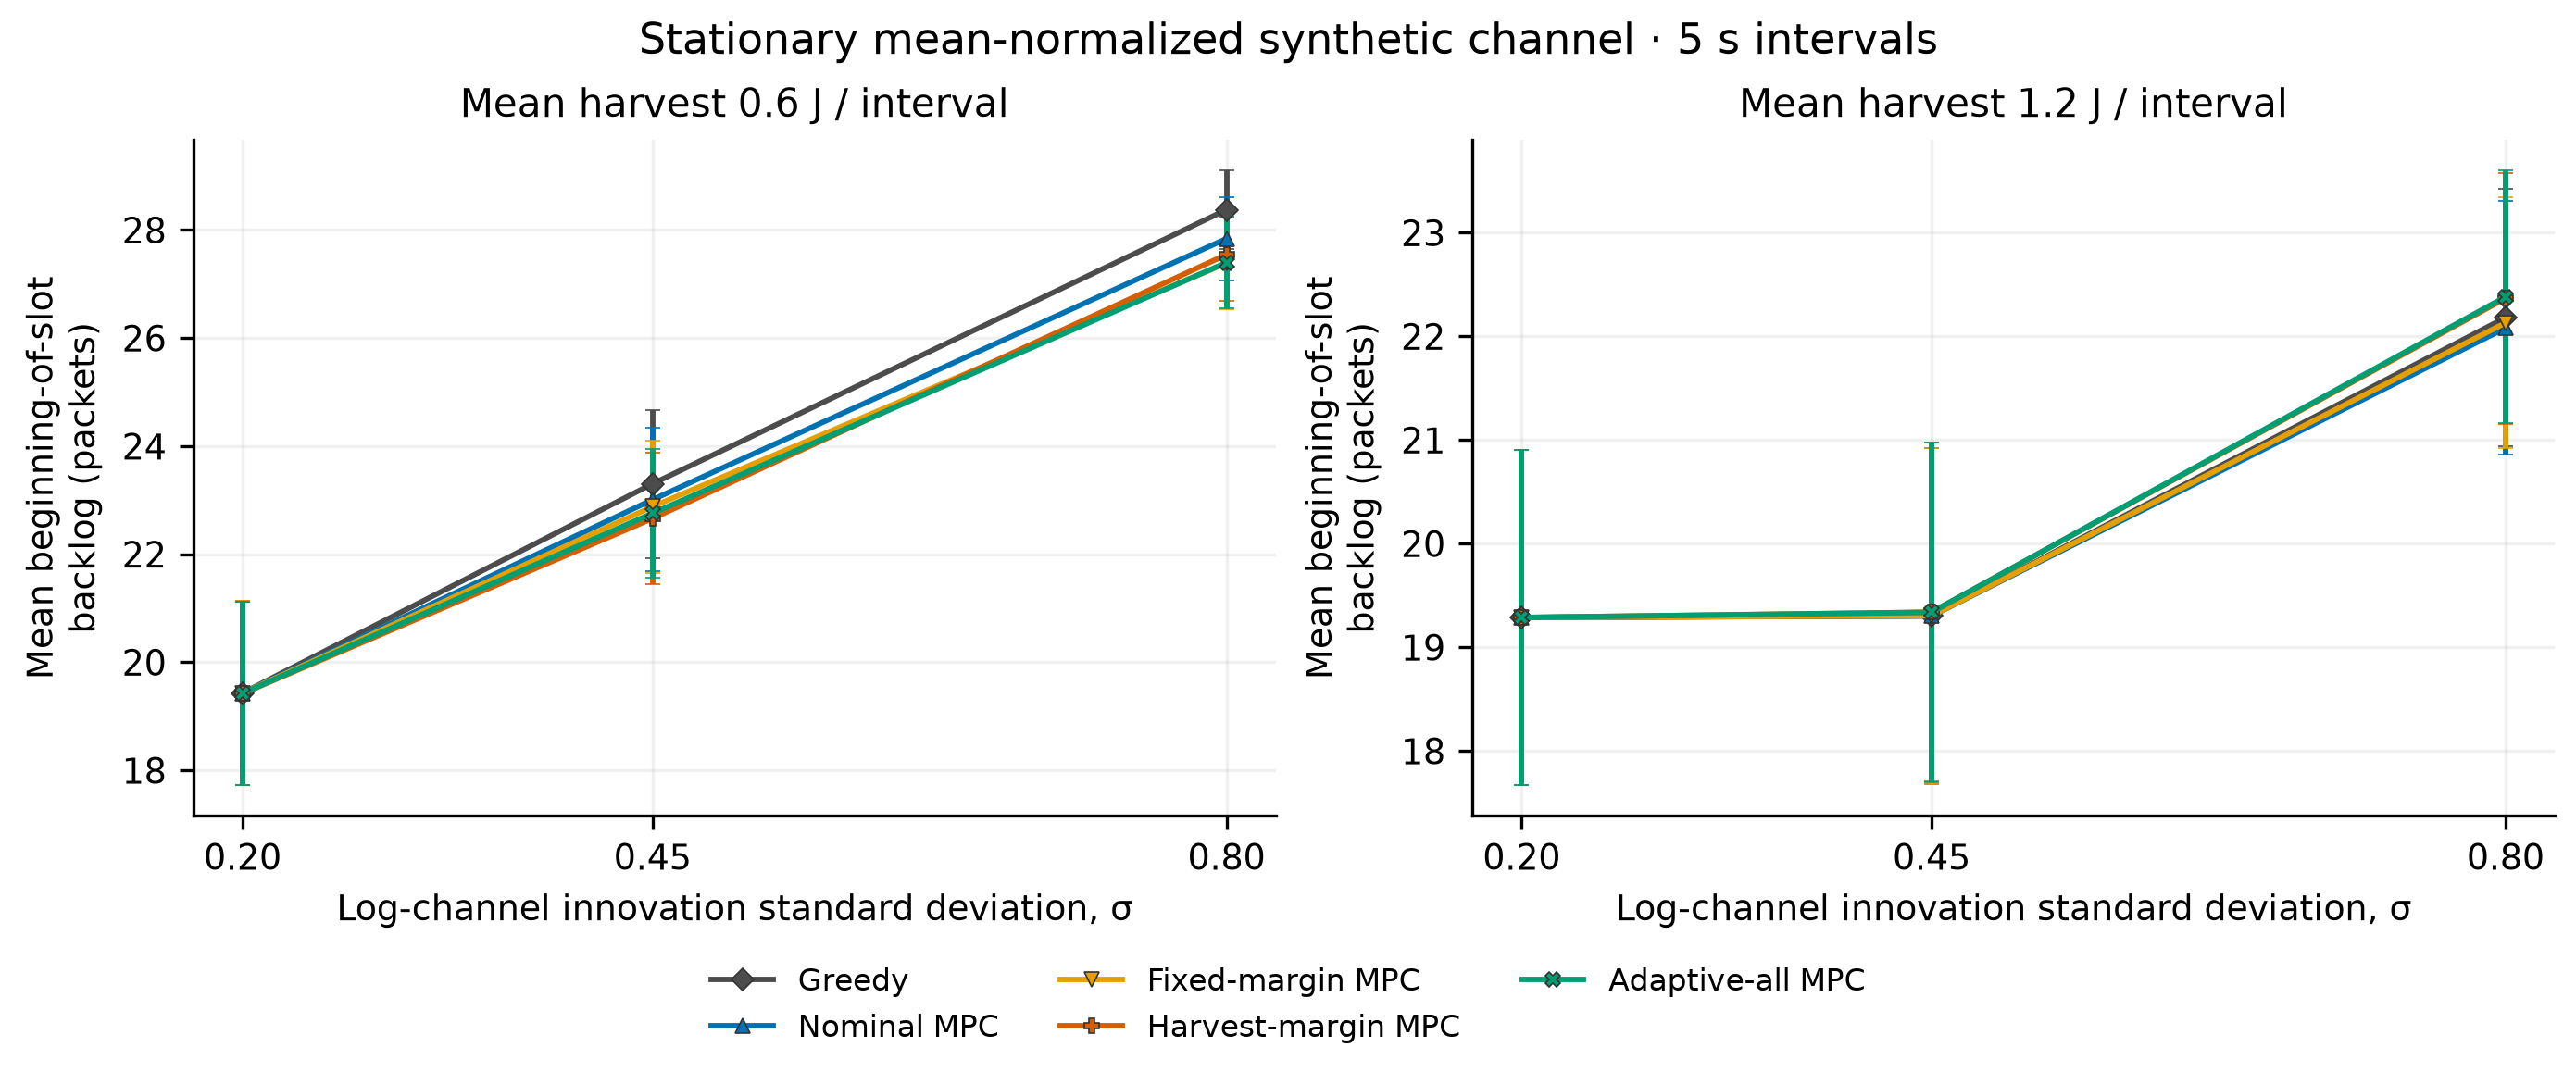 Stationary mean-normalized synthetic channel · 5 s intervals
Mean harvest 0.6 J / interval
Mean beginning-of-slot
backlog (packets)
28
26
24
22
20
18
0.20
0.45
0.80
Log-channel innovation standard deviation, σ
Mean harvest 1.2 J / interval
Mean beginning-of-slot
backlog (packets)
23
22
21
20
19
18
0.20
0.45
0.80
Log-channel innovation standard deviation, σ
Greedy
Nominal MPC
Fixed-margin MPC
Harvest-margin MPC
Adaptive-all MPC